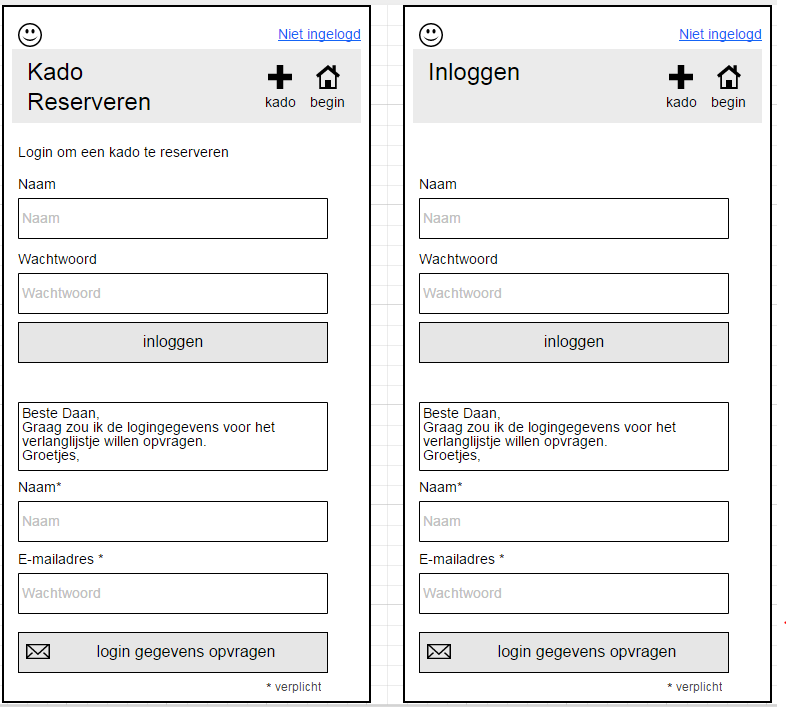 Niet ingelogd
Kado
Reserveren
kado
begin
Login om een kado te reserveren
Naam
Naam
Wachtwoord
Wachtwoord
inloggen
Beste Daan,
Graag zou ik de logingegevens voor het
verlanglijstje willen opvragen.
Groetjes,
Naam*
Naam
E-mailadres *
Wachtwoord
login gegevens opvragen
* verplicht
Niet ingelogd
Inloggen
kado
begin
Naam
Naam
Wachtwoord
Wachtwoord
inloggen
Beste Daan,
Graag zou ik de logingegevens voor het
verlanglijstje willen opvragen.
Groetjes,
Naam*
Naam
E-mailadres *
Wachtwoord
login gegevens opvragen
* verplicht